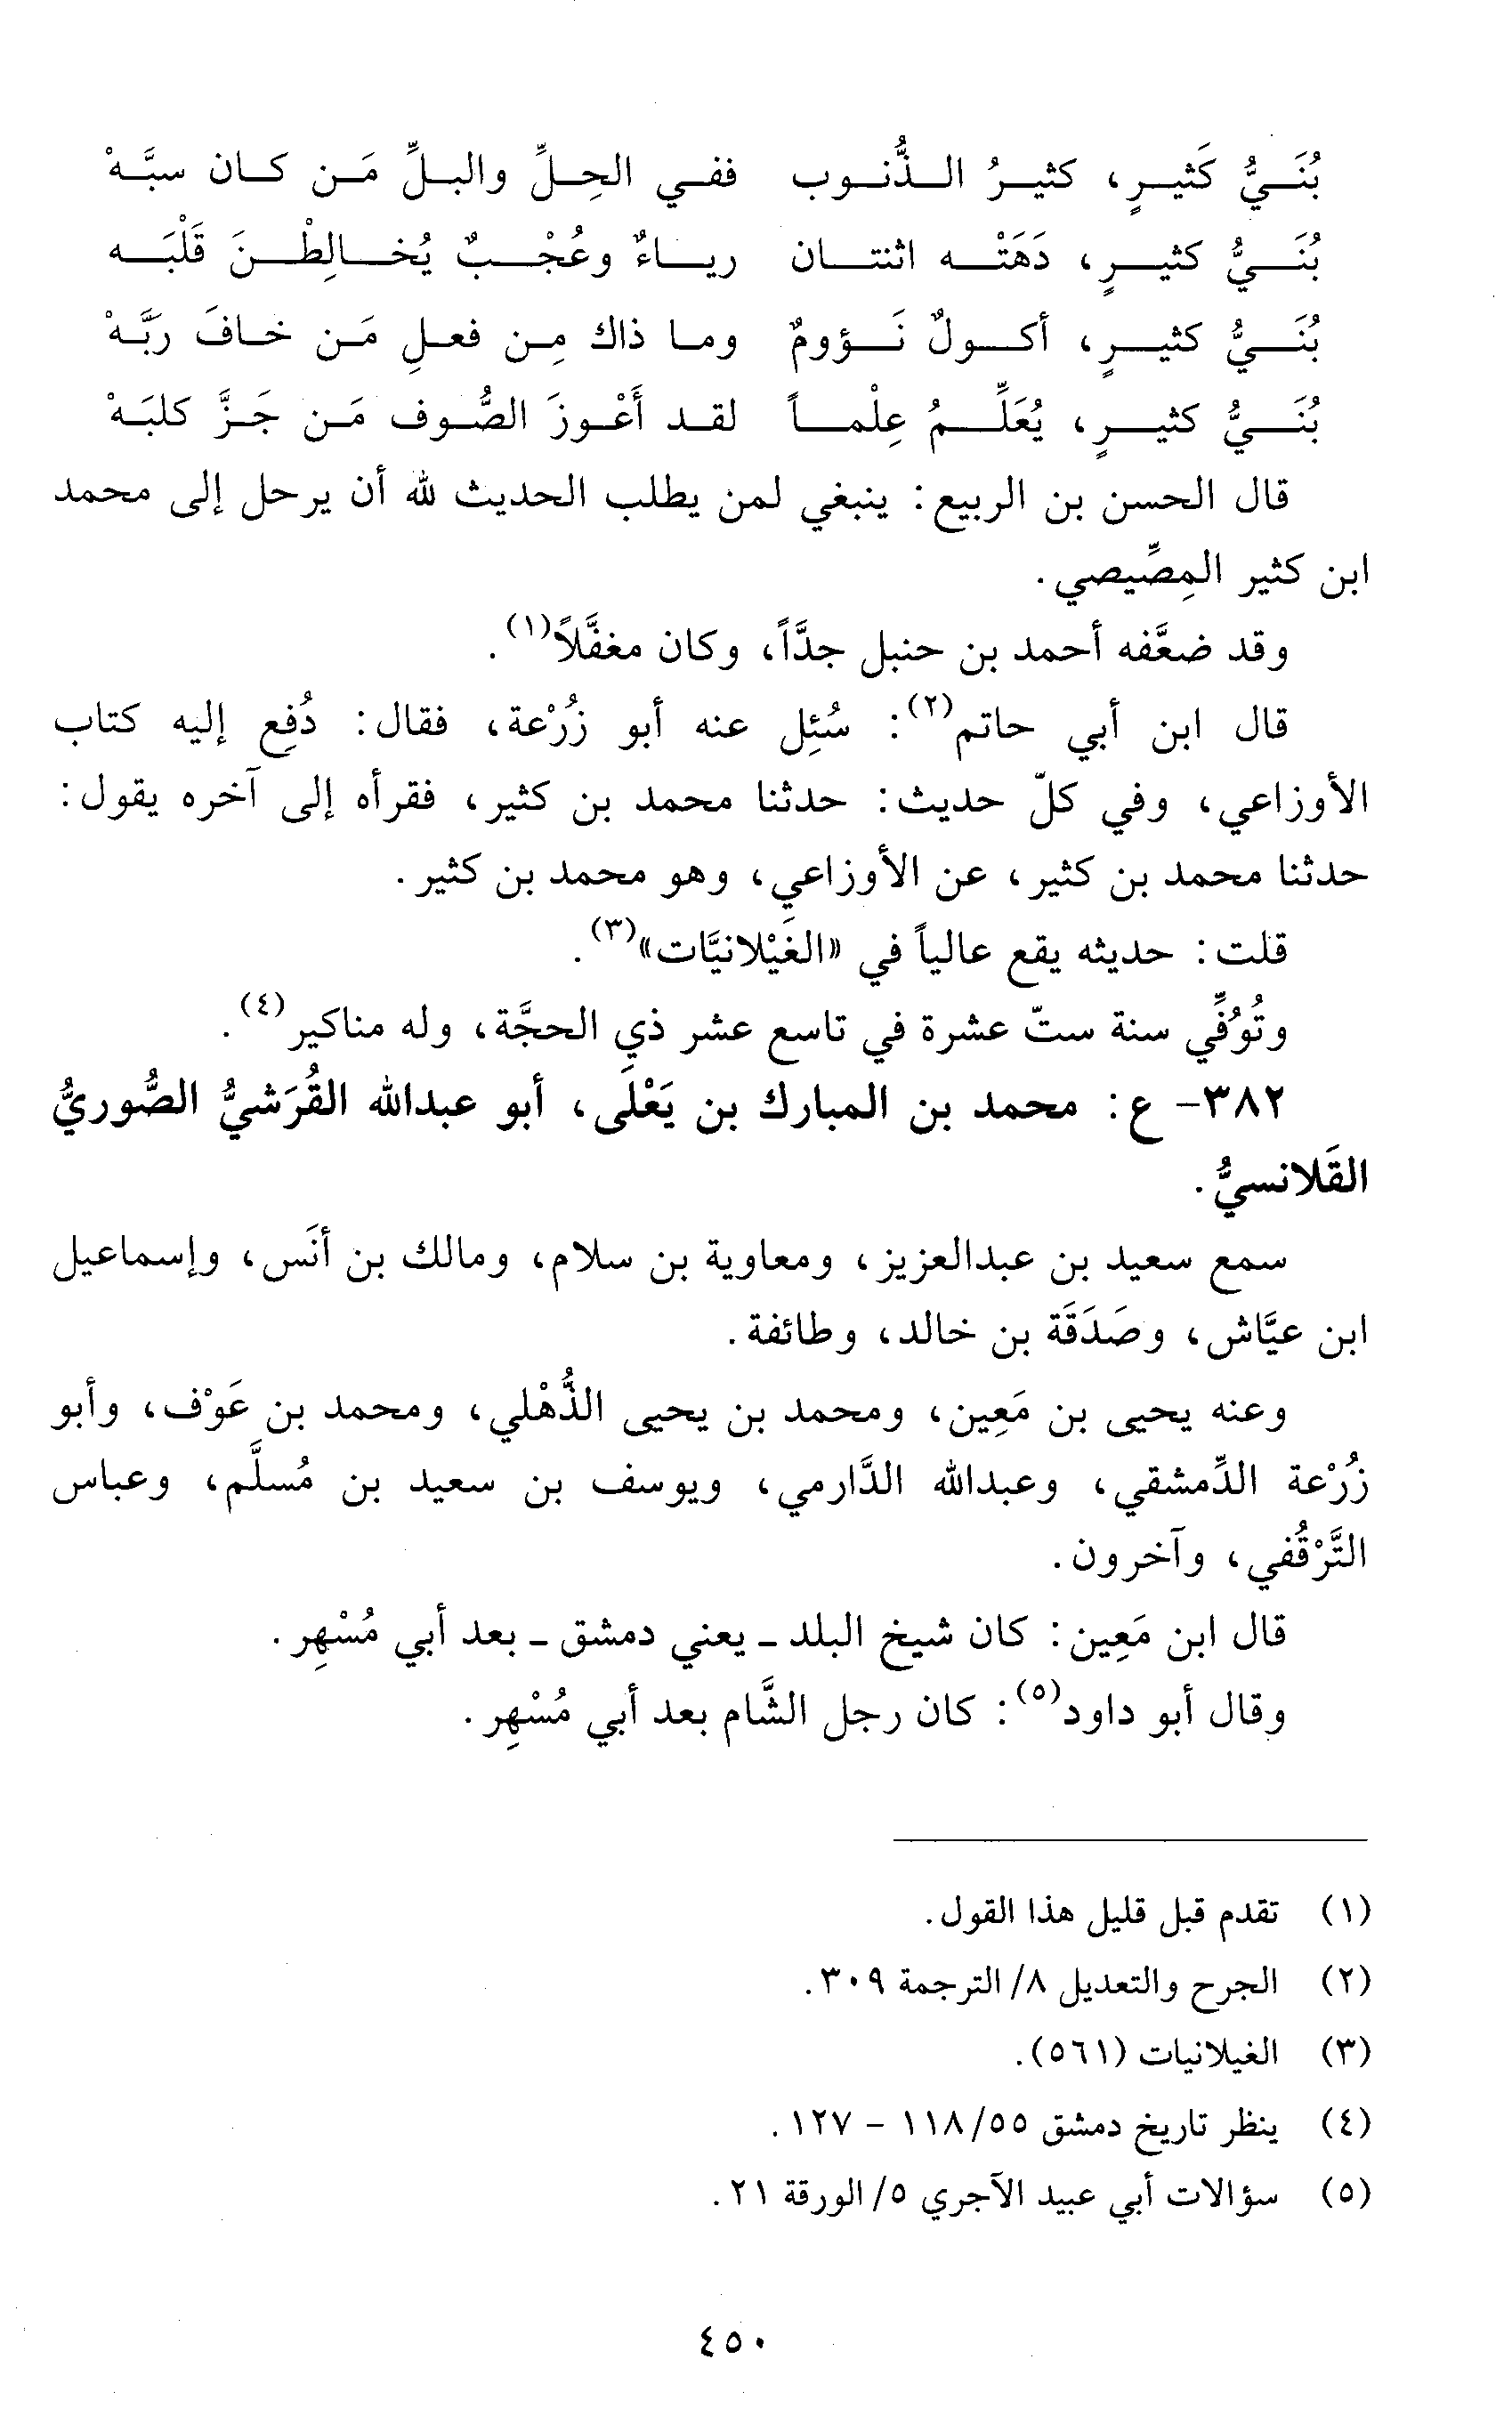 بُنَيُّ كَثيرٍ، كثيرُ الذُّنوب ففي الحِلِّ والبلِّ مَن كان سبَّهْ
بُنَيُّ كثيرٍ، دَهَتْه اثنتان رياءٌ وعُجْبٌ يُخالِطْنَ قَلْبَه
بُنَيُّ كثيرٍ، أكولٌ نَؤومٌ وما ذاك مِن فعلِ مَن خافَ ربَّهْ
بُنَيُّ كثيرٍ، يُعَلِّمُ عِلْماً لقد أَعْوزَ الصُّوف مَن جَزَّ كلبَهْ
قال الحسن بن الربيع: ينبغي لمن يطلب الحديث لله أن يرحل إلى محمد
ابن كثير المِصِّيصي.
وقد ضعَّفه أحمد بن حنبل جدَّاً، وكان مغفَّلاً(١).
قال ابن أبي حاتم(٢): سُئِل عنه أبو زُرْعة، فقال: دُفِع إليه كتاب
الأوزاعي، وفي كلّ حديث: حدثنا محمد بن كثير، فقرأه إلى آخره يقول:
حدثنا محمد بن كثير، عن الأوزاعي، وهو محمد بن كثير.
قلت: حديثه يقع عالياً في «الغَيْلانيَّات»(٣).
وتُوُفِّي سنة ستّ عشرة في تاسع عشر ذي الحجَّة، وله مناكير(٤).
٣٨٢- ع: محمد بن المبارك بن يَعْلَى، أبو عبدالله القُرَشيُّ الصُّوريُّ
القَلانسيُّ.
سمع سعيد بن عبدالعزيز، ومعاوية بن سلام، ومالك بن أنَس، وإسماعيل
ابن عيَّاش، وصَدَقَة بن خالد، وطائفة.
وعنه يحيى بن مَعِين، ومحمد بن يحيى الذُّهْلي، ومحمد بن عَوْف، وأبو
زُرْعة الدِّمشقي، وعبدالله الدَّارمي، ويوسف بن سعيد بن مُسلَّم، وعباس
التَّرْقُفي، وآخرون.
قال ابن مَعِين: كان شيخ البلد ـ يعني دمشق ـ بعد أبي مُسْهِر.
وقال أبو داود(٥): كان رجل الشَّام بعد أبي مُسْهِر.
(١) تقدم قبل قليل هذا القول.
(٢) الجرح والتعديل ٨/ الترجمة ٣٠٩.
(٣) الغيلانيات (٥٦١).
(٤) ينظر تاريخ دمشق ٥٥/ ١١٨ - ١٢٧.
(٥) سؤالات أبي عبيد الآجري ٥/ الورقة ٢١.
٤٥٠